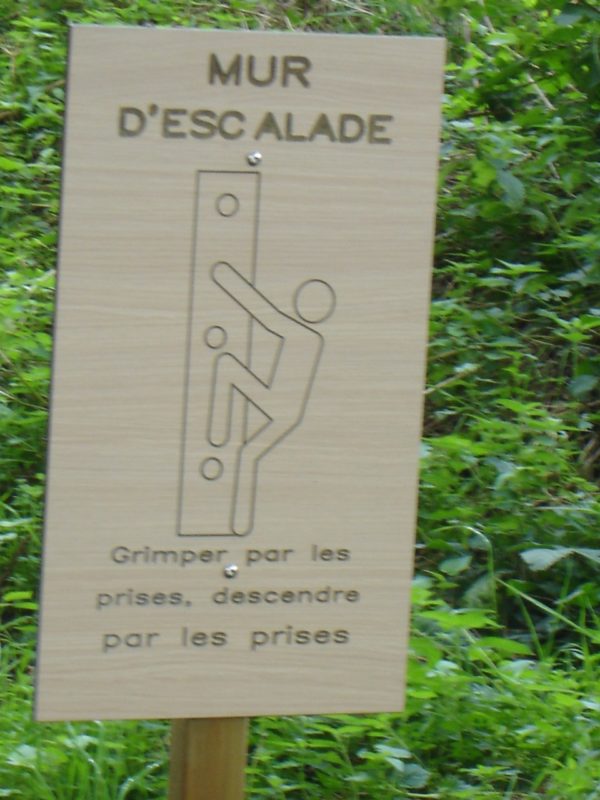 MUR
D'ESCALADE
Grimper par les
prises, descendre
par les prises